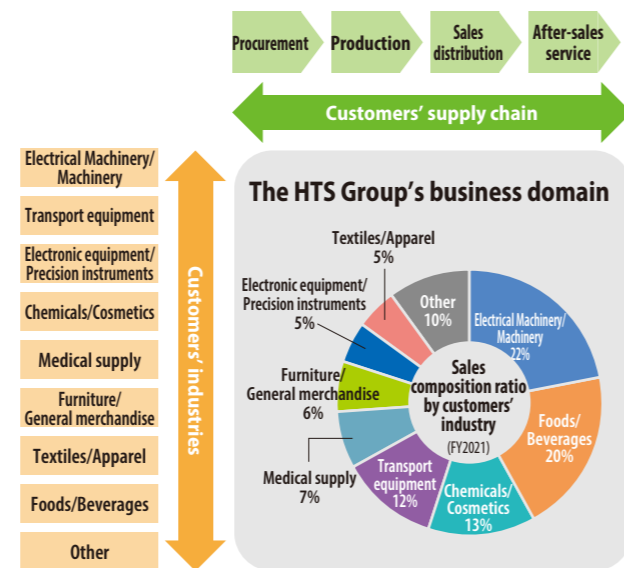 Procurement
Production
Sales
distribution
After-sales
service
Customers' supply chain
Electrical Machinery/
Machinery
Transport equipment
Electronic equipment/
Precision instruments
Chemicals/Cosmetics
Medical supply
Furniture/
General merchandise
Textiles/Apparel
Foods/Beverages
Other
Customers' industries
The HTS Group's business domain
Textiles/Apparel
5%
Electronic equipment/
Precision instruments
5%
Furniture/
General merchandise
6%
Medical supply
7%
Other
10%
Electrical Machinery/
Machinery
22%
Foods/
Beverages
20%
Chemicals/
Cosmetics
13%
Transport
equipment
12%
Sales
composition ratio
by customers'
industry
(FY2021)